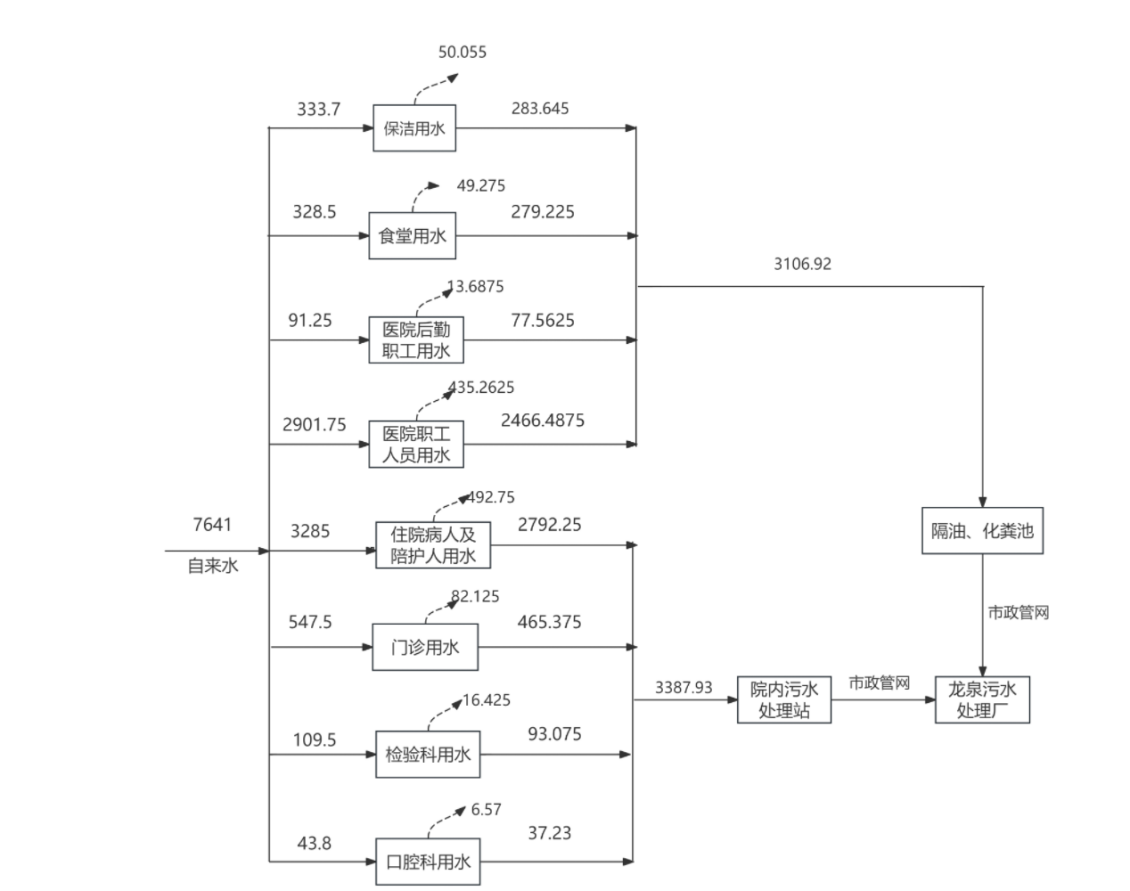 50.055
333.7
保洁用水
283.645
49.275
328.5
食堂用水
279.225
3106.92
13.6875
91.25
医院后勤
职工用水
77.5625
435.2625
2901.75
医院职工
人员用水
2466.4875
492.75
7641
自来水
3285
住院病人及
陪护人用水
2792.25
隔油、化粪池
市政管网
82.125
547.5
门诊用水
465.375
3387.93
院内污水
处理站
市政管网
龙泉污水
处理厂
16.425
109.5
检验科用水
93.075
6.57
43.8
口腔科用水
37.23